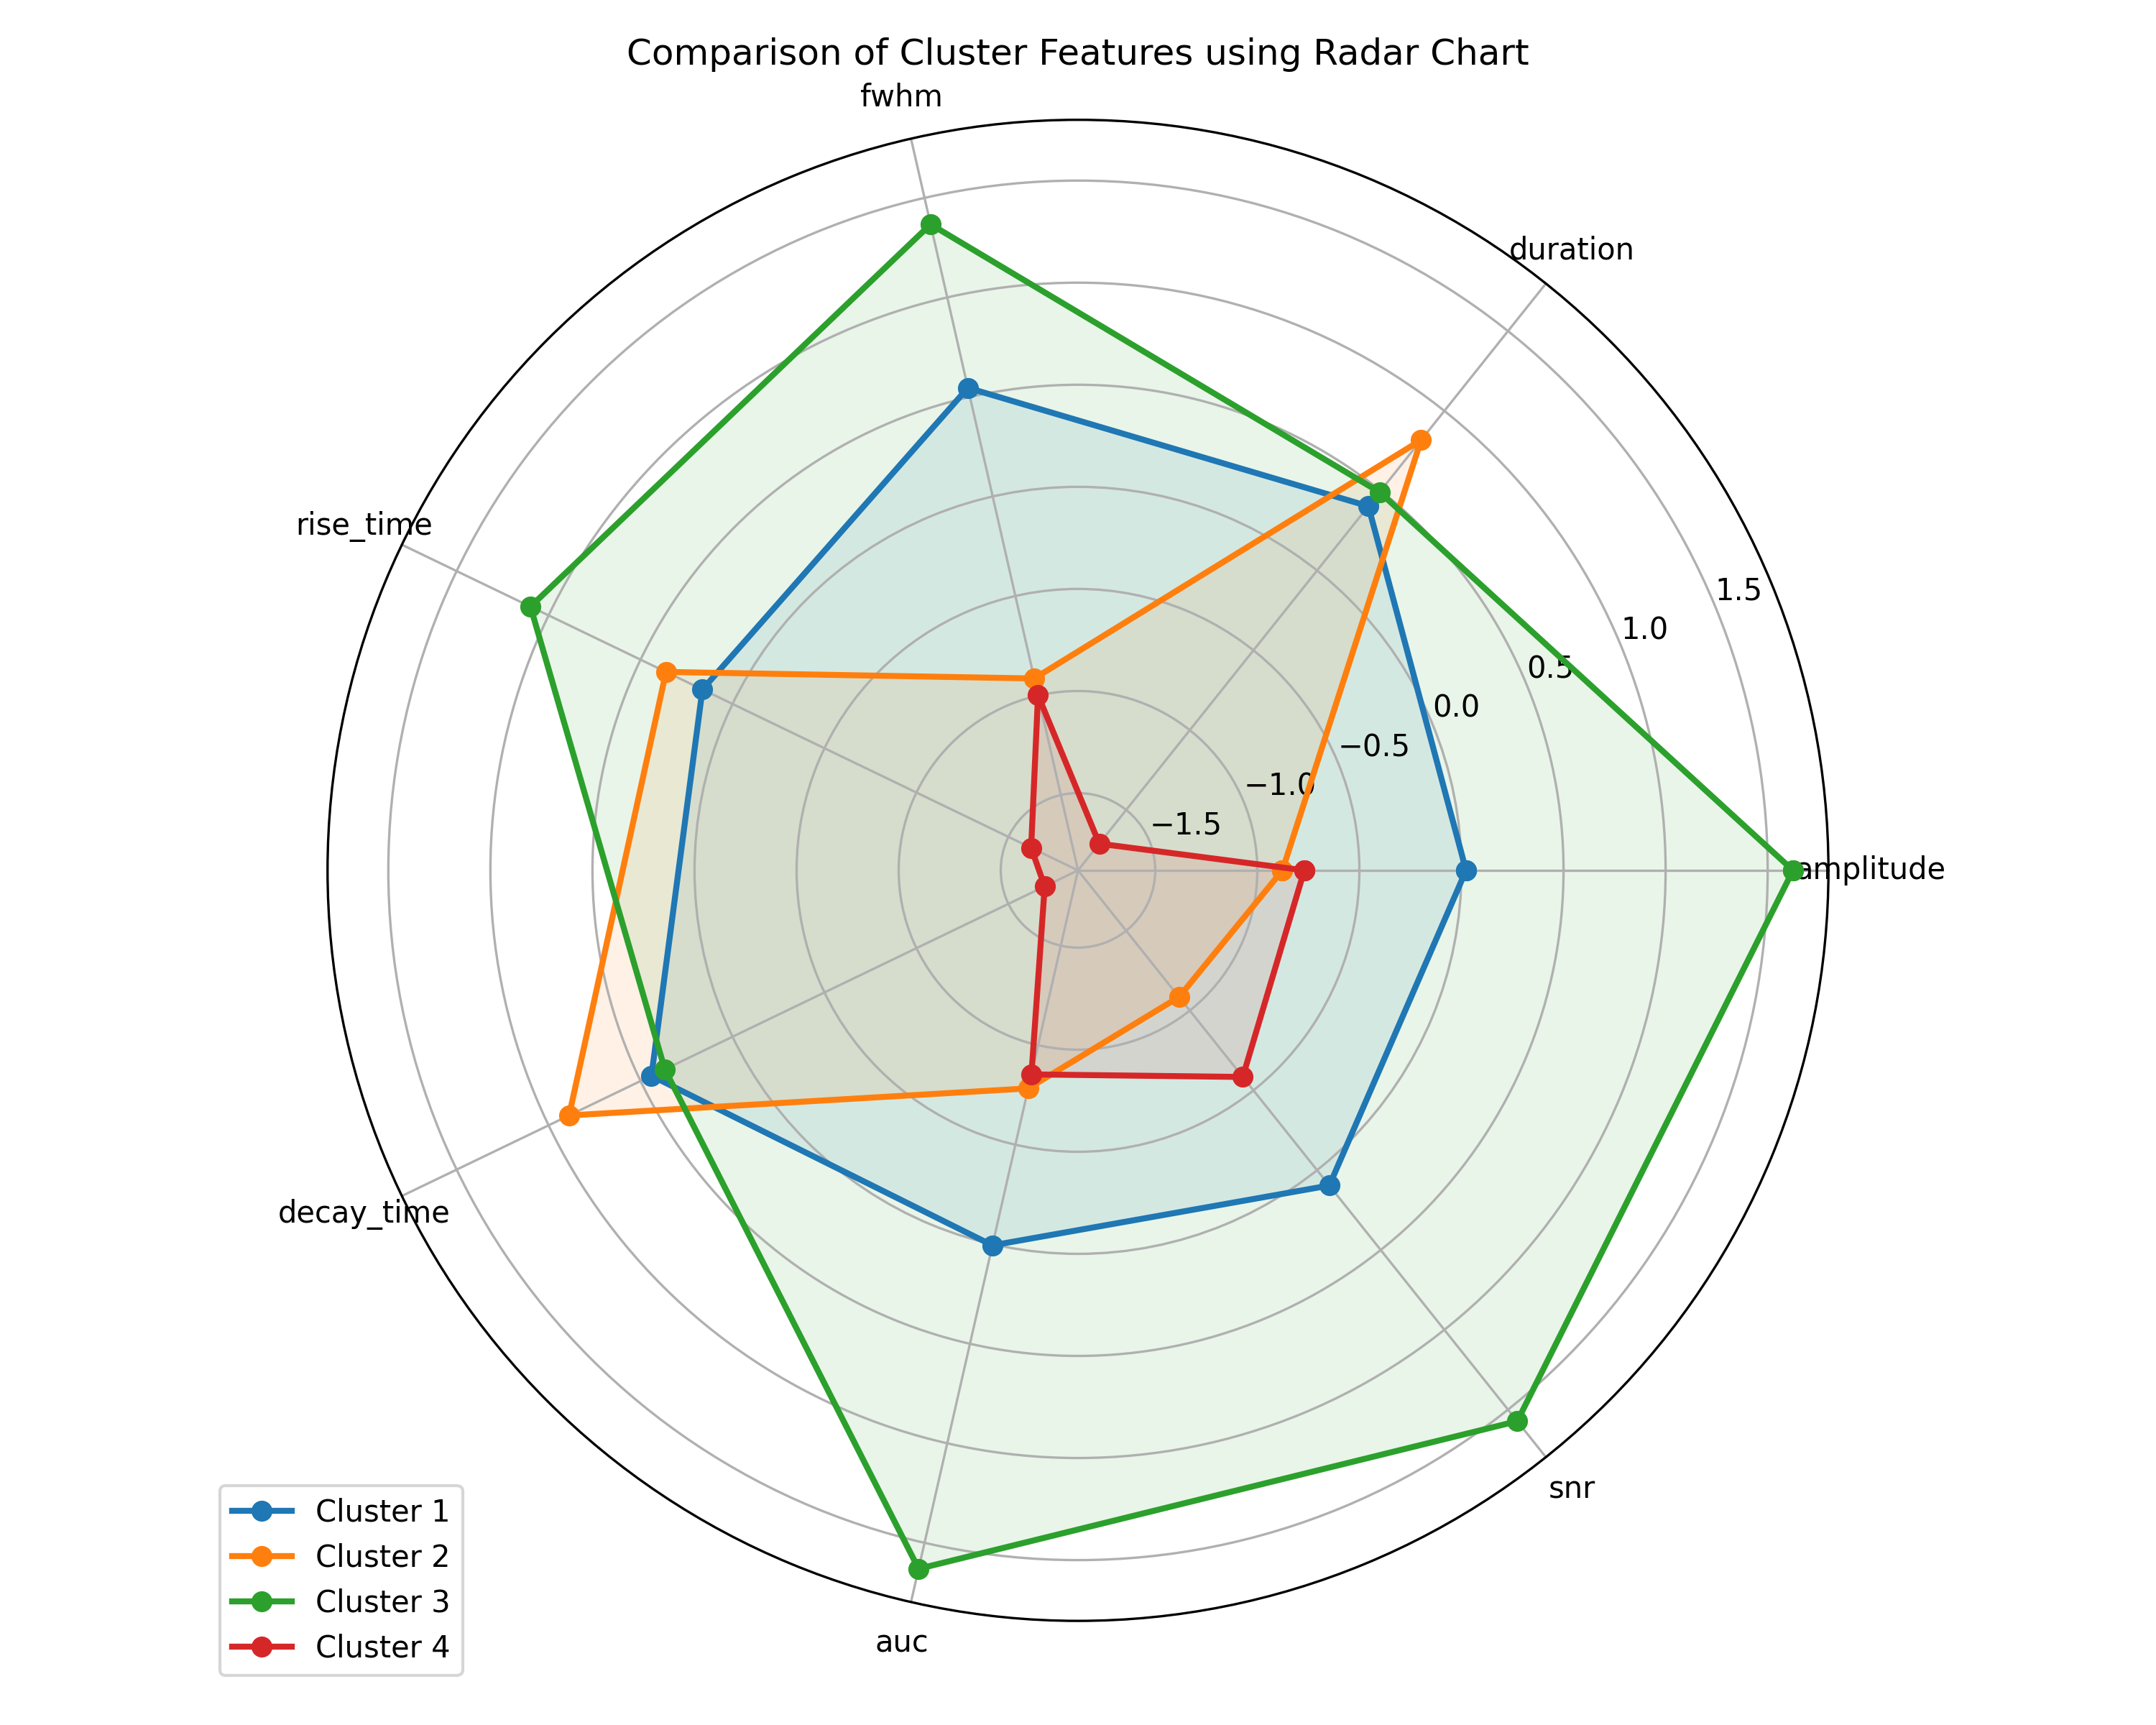 Comparison of Cluster Features using Radar Chart
fwhm
duration
rise_time
1.5
1.0
0.5
0.0
−0.5
−1.0
−1.5
amplitude
decay_time
snr
auc
Cluster 1
Cluster 2
Cluster 3
Cluster 4